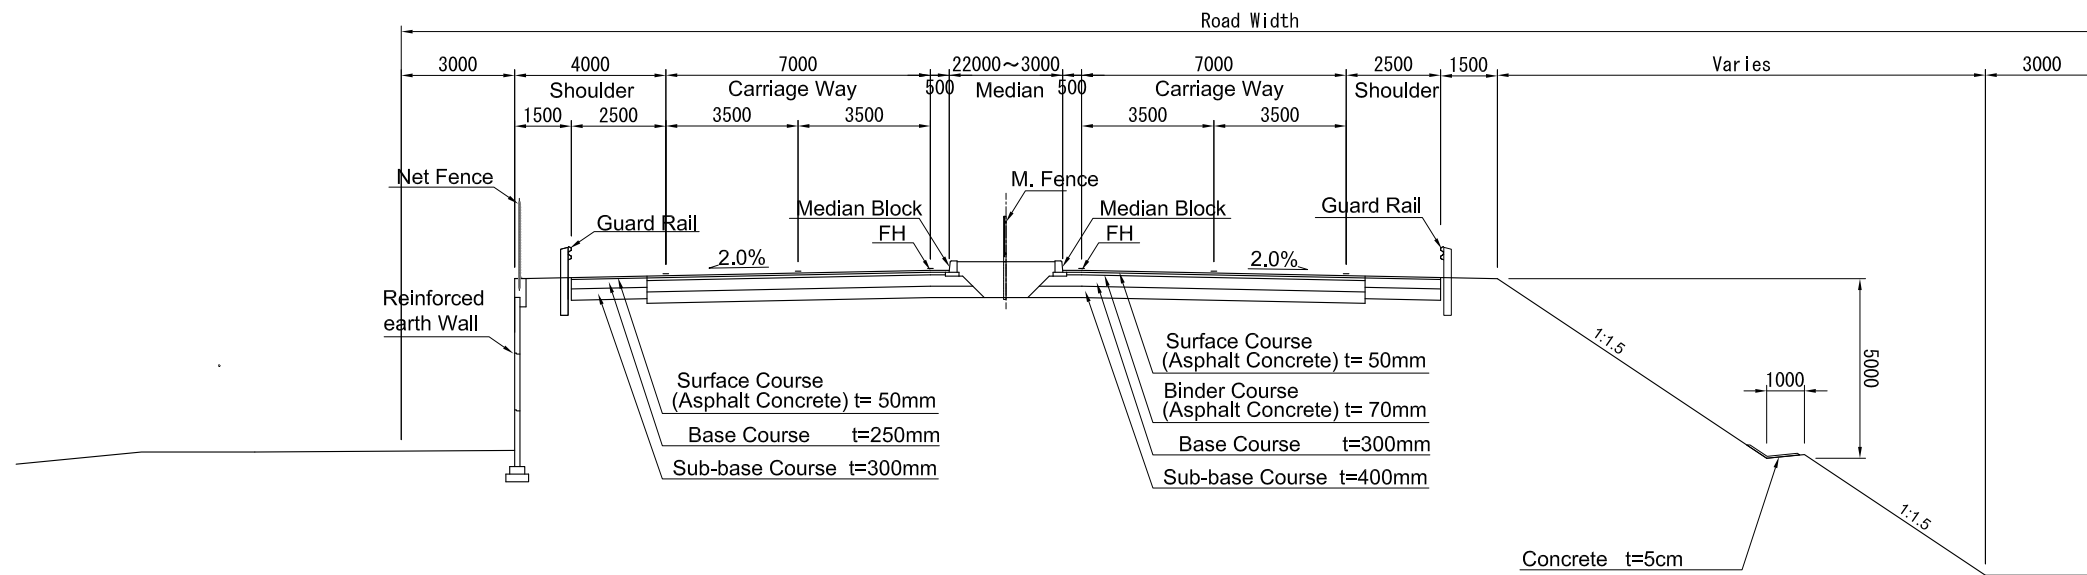 Road Width
3000 4000 7000 22000～3000 7000 2500 1500 Varies 3000
Shoulder Carriage Way 500 Median 500 Carriage Way Shoulder
1500 2500 3500 3500 3500 3500
Net Fence
M. Fence
Guard Rail
Median Block
Median Block
Guard Rail
FH
FH
2.0%
2.0%
Reinforced
earth Wall
1:1.5
5000
1000
Surface Course
(Asphalt Concrete) t= 50mm
Base Course t=250mm
Sub-base Course t=300mm
Surface Course
(Asphalt Concrete) t= 50mm
Binder Course
(Asphalt Concrete) t= 70mm
Base Course t=300mm
Sub-base Course t=400mm
1:1.5
Concrete t=5cm